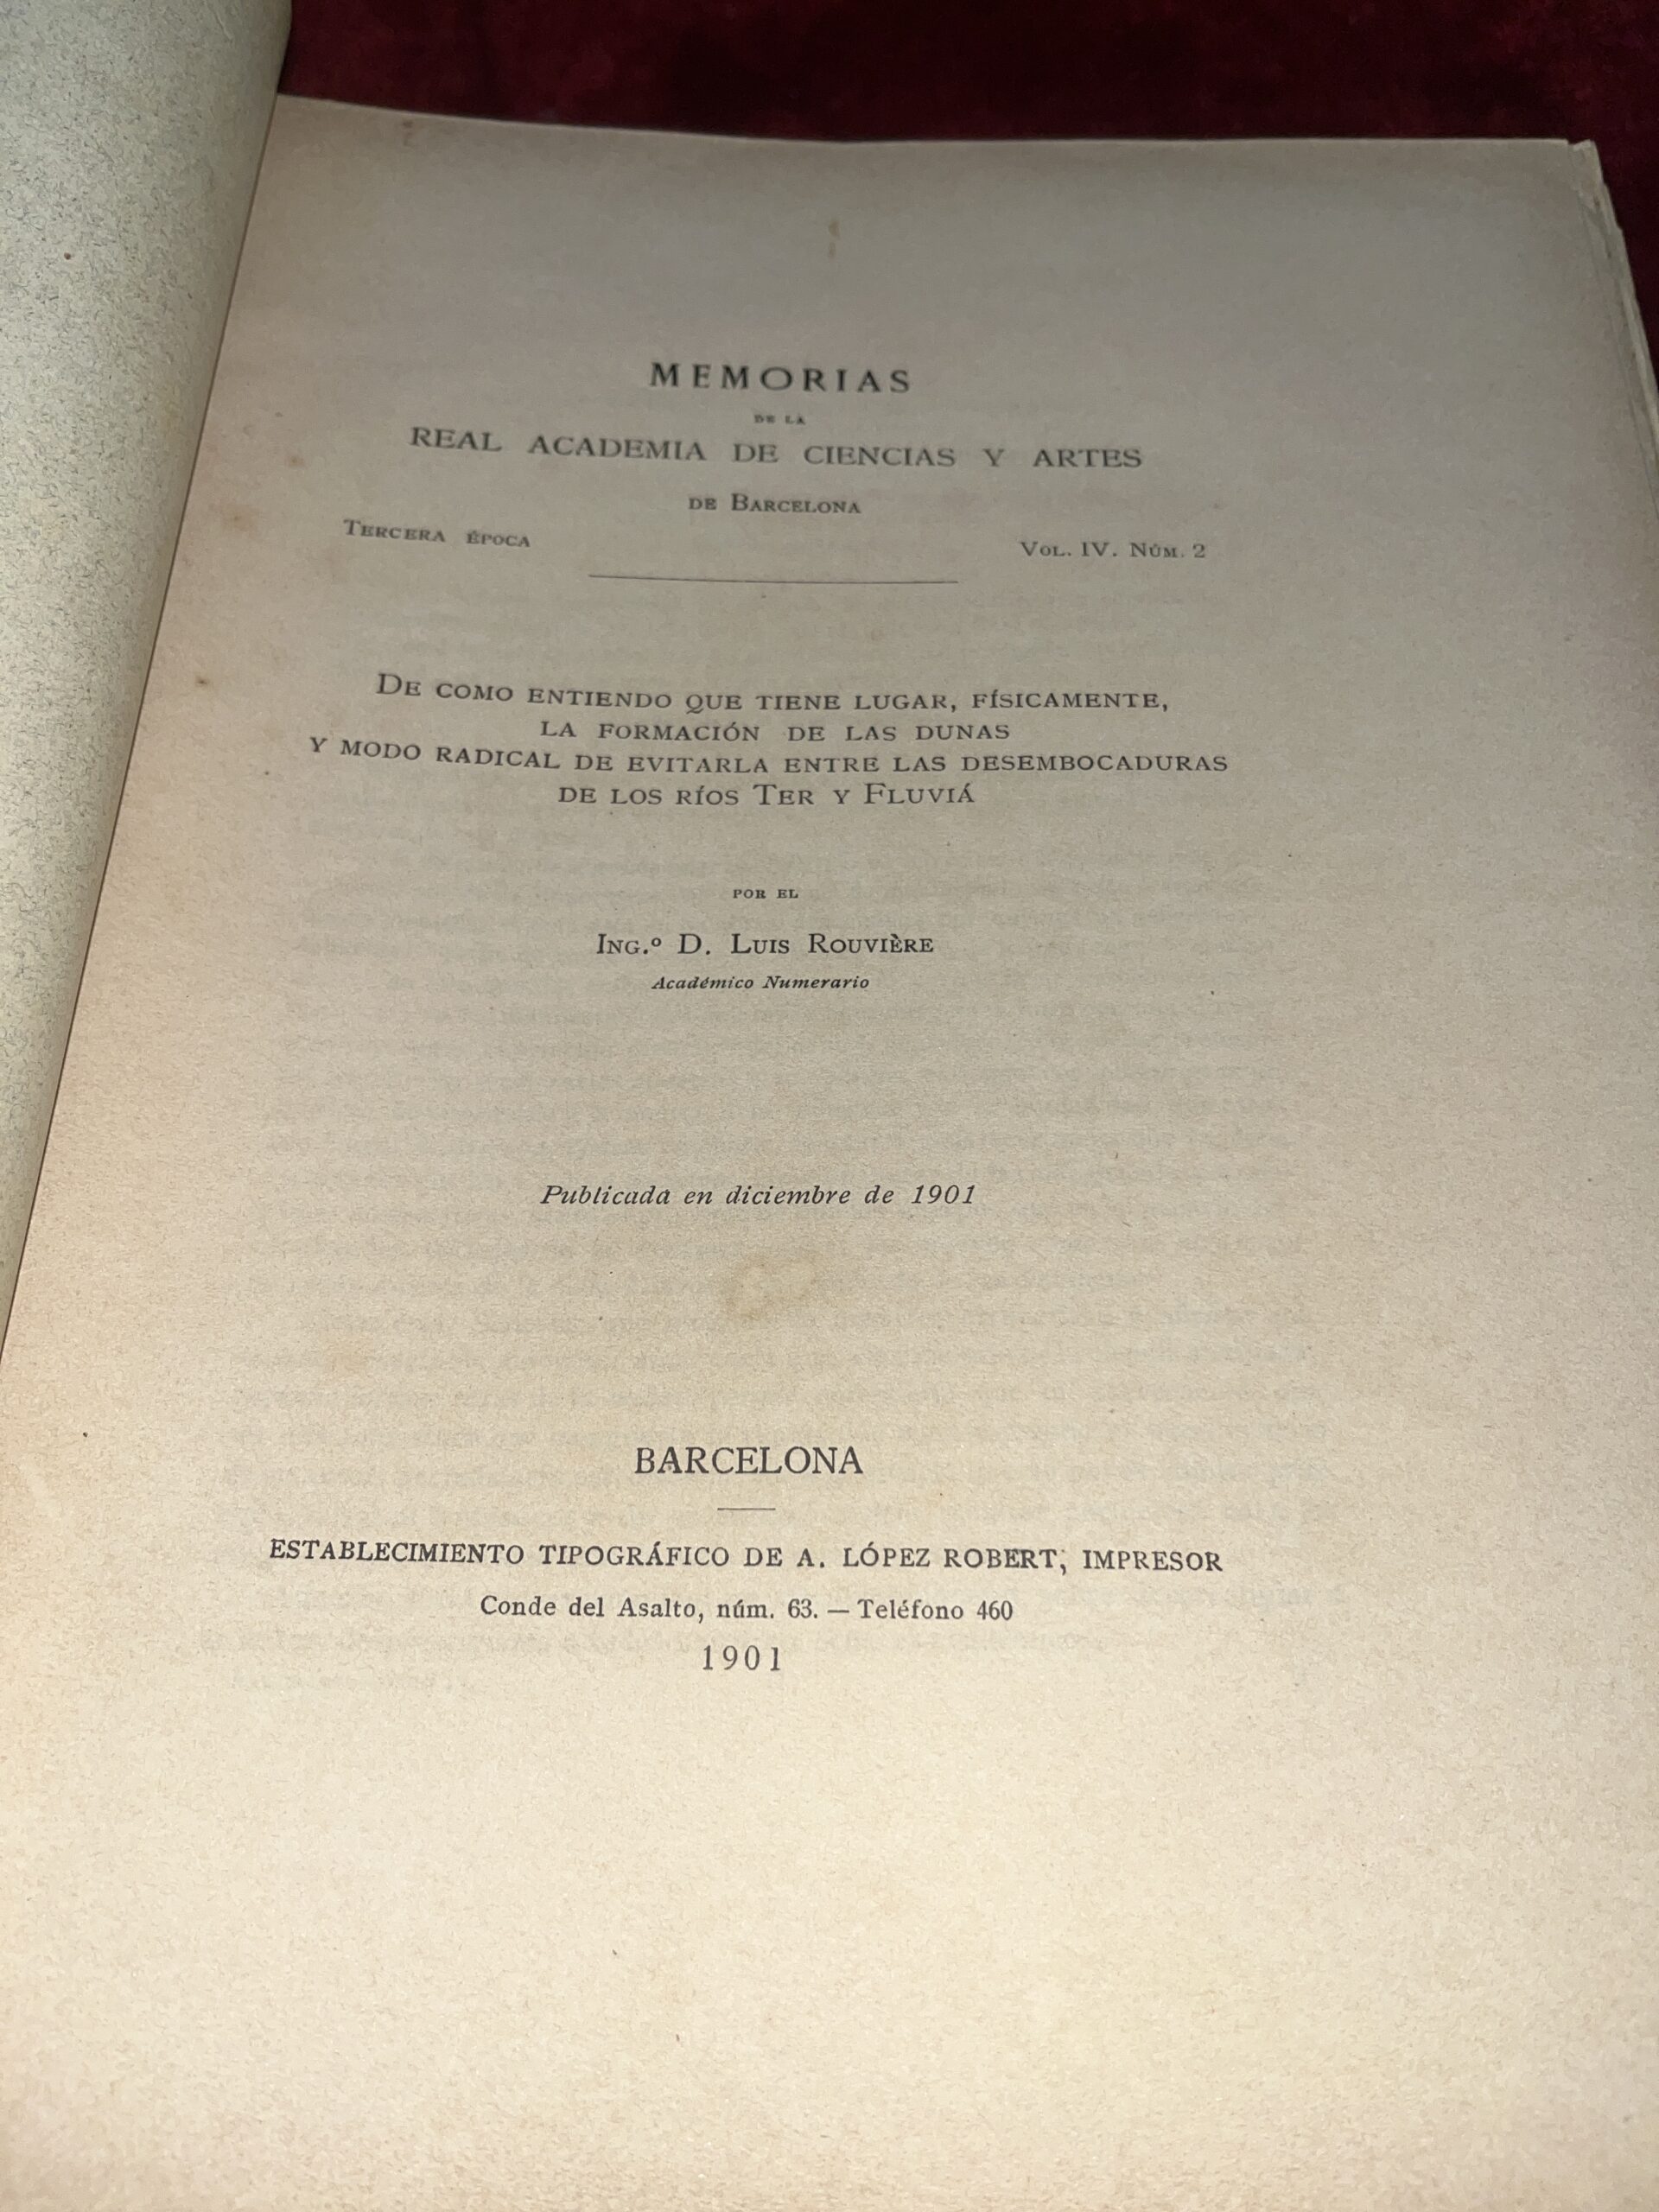 MEMORIAS
DE LA
REAL ACADEMIA DE CIENCIAS Y ARTES
DE BARCELONA
TERCERA ÉPOCA
VOL. IV. NÚM. 2
DE COMO ENTIENDO QUE TIENE LUGAR, FÍSICAMENTE,
LA FORMACIÓN DE LAS DUNAS
Y MODO RADICAL DE EVITARLA ENTRE LAS DESEMBOCADURAS
DE LOS RÍOS TER Y FLUVIÁ
POR EL
ING.º D. LUIS ROUVIÈRE
Académico Numerario
Publicada en diciembre de 1901
BARCELONA
ESTABLECIMIENTO TIPOGRÁFICO DE A. LÓPEZ ROBERT, IMPRESOR
Conde del Asalto, núm. 63. — Teléfono 460
1901